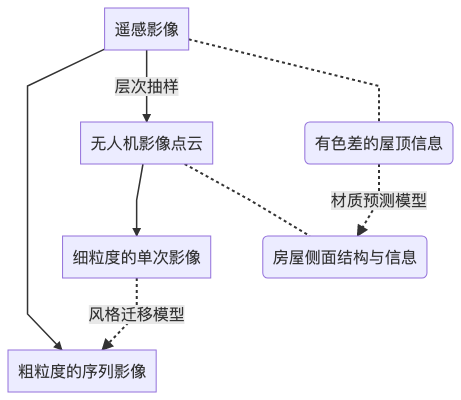 遥感影像
层次抽样
无人机影像点云
有色差的屋顶信息
材质预测模型
细粒度的单次影像
房屋侧面结构与信息
风格迁移模型
粗粒度的序列影像